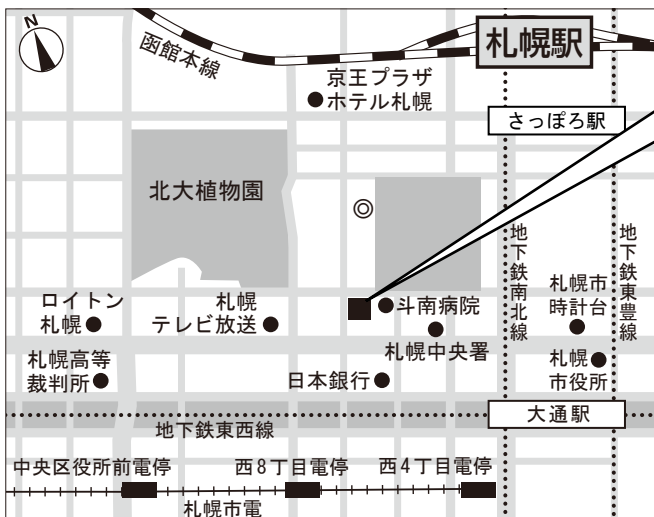 N
函館本線
札幌駅
京王プラザ
ホテル札幌
さっぽろ駅
北大植物園
地下鉄南北線
地下鉄東豊線
ロイトン
札幌
札幌
テレビ放送
斗南病院
札幌中央署
札幌市
時計台
札幌高等
裁判所
日本銀行
札幌
市役所
大通駅
地下鉄東西線
中央区役所前電停
西8丁目電停
西4丁目電停
札幌市電